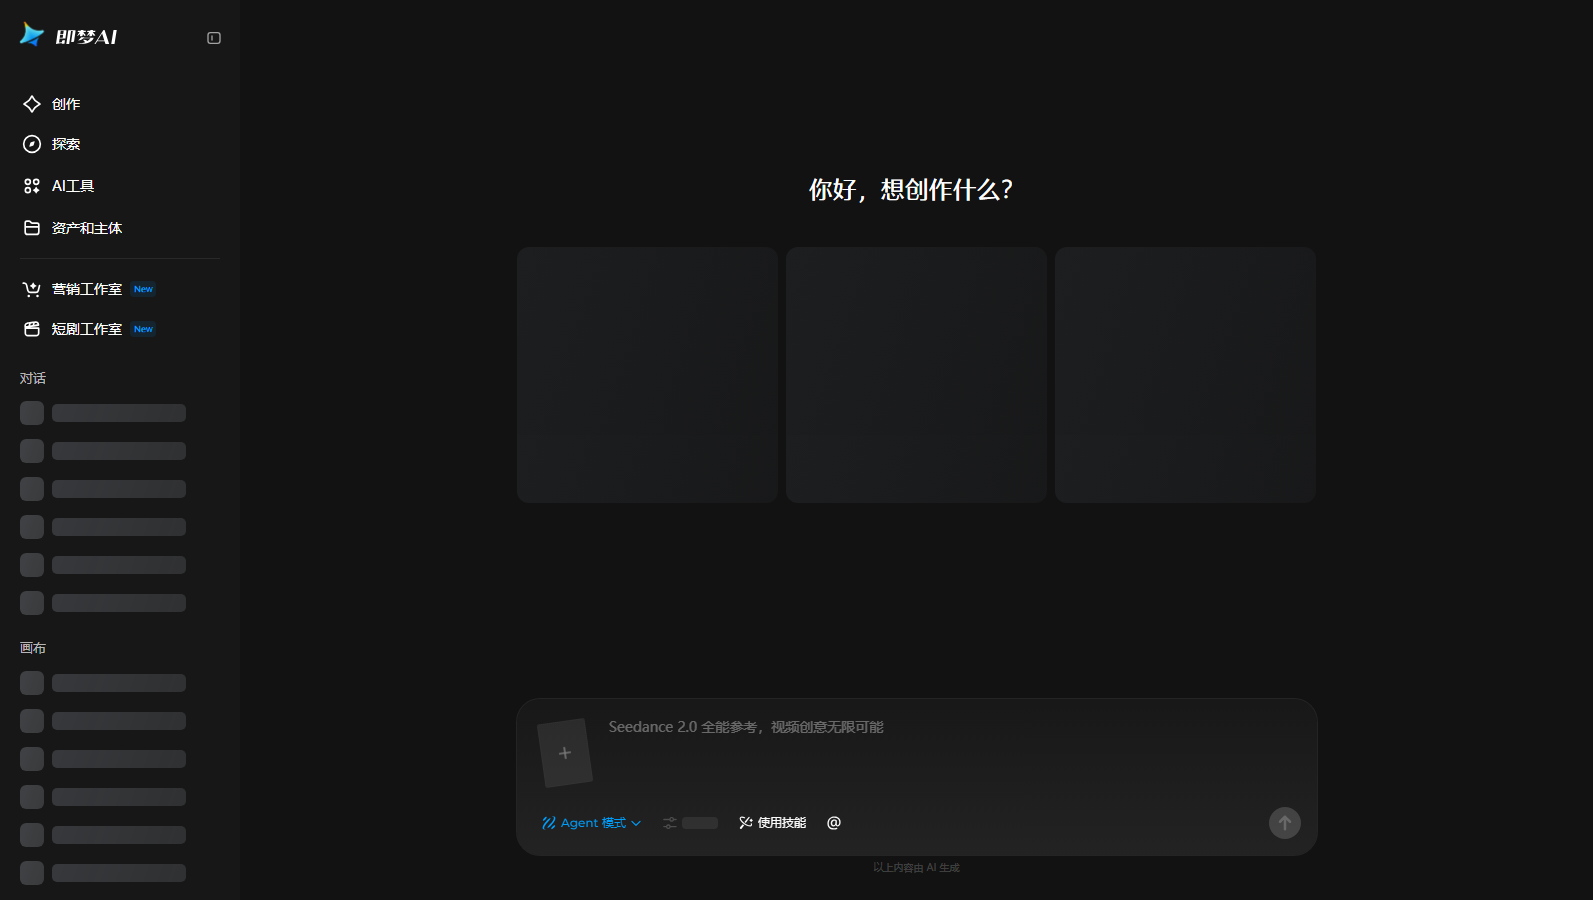 即梦AI
创作
探索
AI工具
资产和主体
营销工作室 New
短剧工作室 New
对话
画布
你好，想创作什么？
Seedance 2.0 全能参考，视频创意无限可能
Agent 模式
使用技能
@
以上内容由 AI 生成